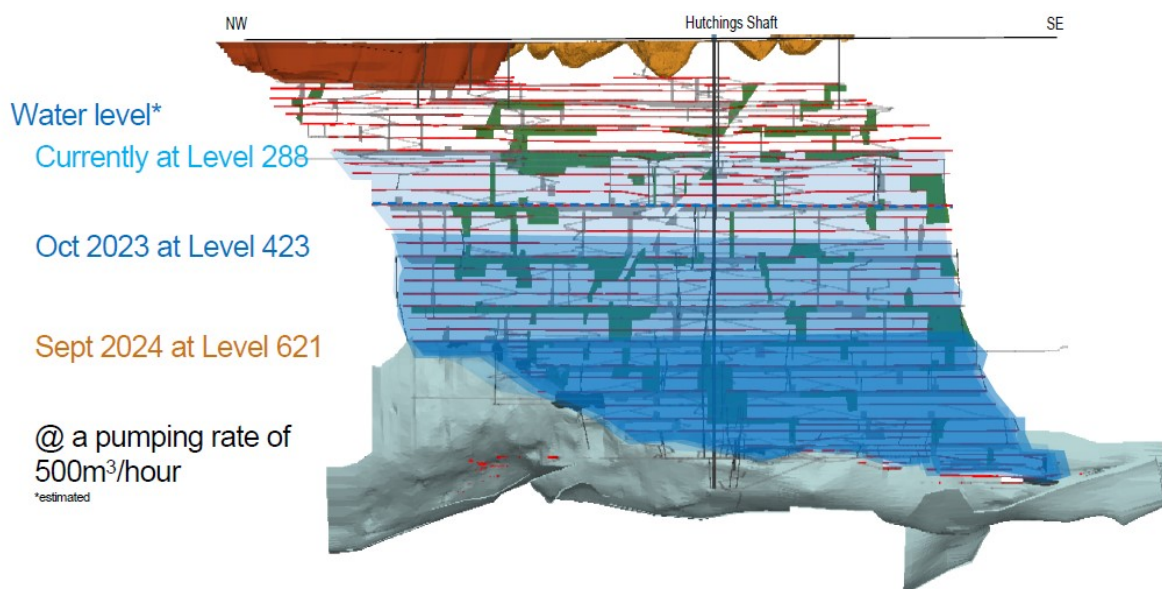 NW
Hutchings Shaft
SE
Water level*
Currently at Level 288
Oct 2023 at Level 423
Sept 2024 at Level 621
@ a pumping rate of
500m³/hour
*estimated